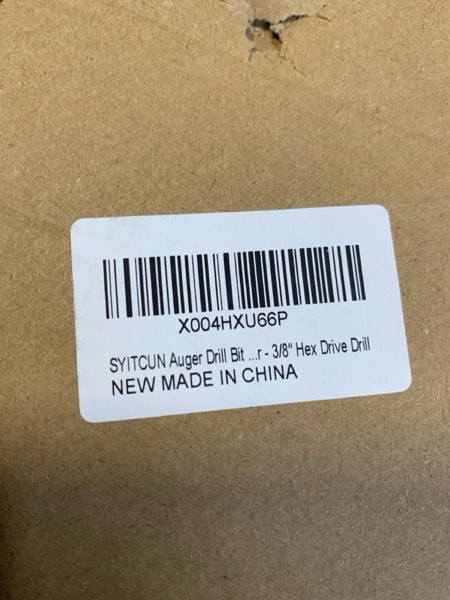 X004HXU66P
SYITCUN Auger Drill Bit ...r - 3/8" Hex Drive Drill
NEW MADE IN CHINA